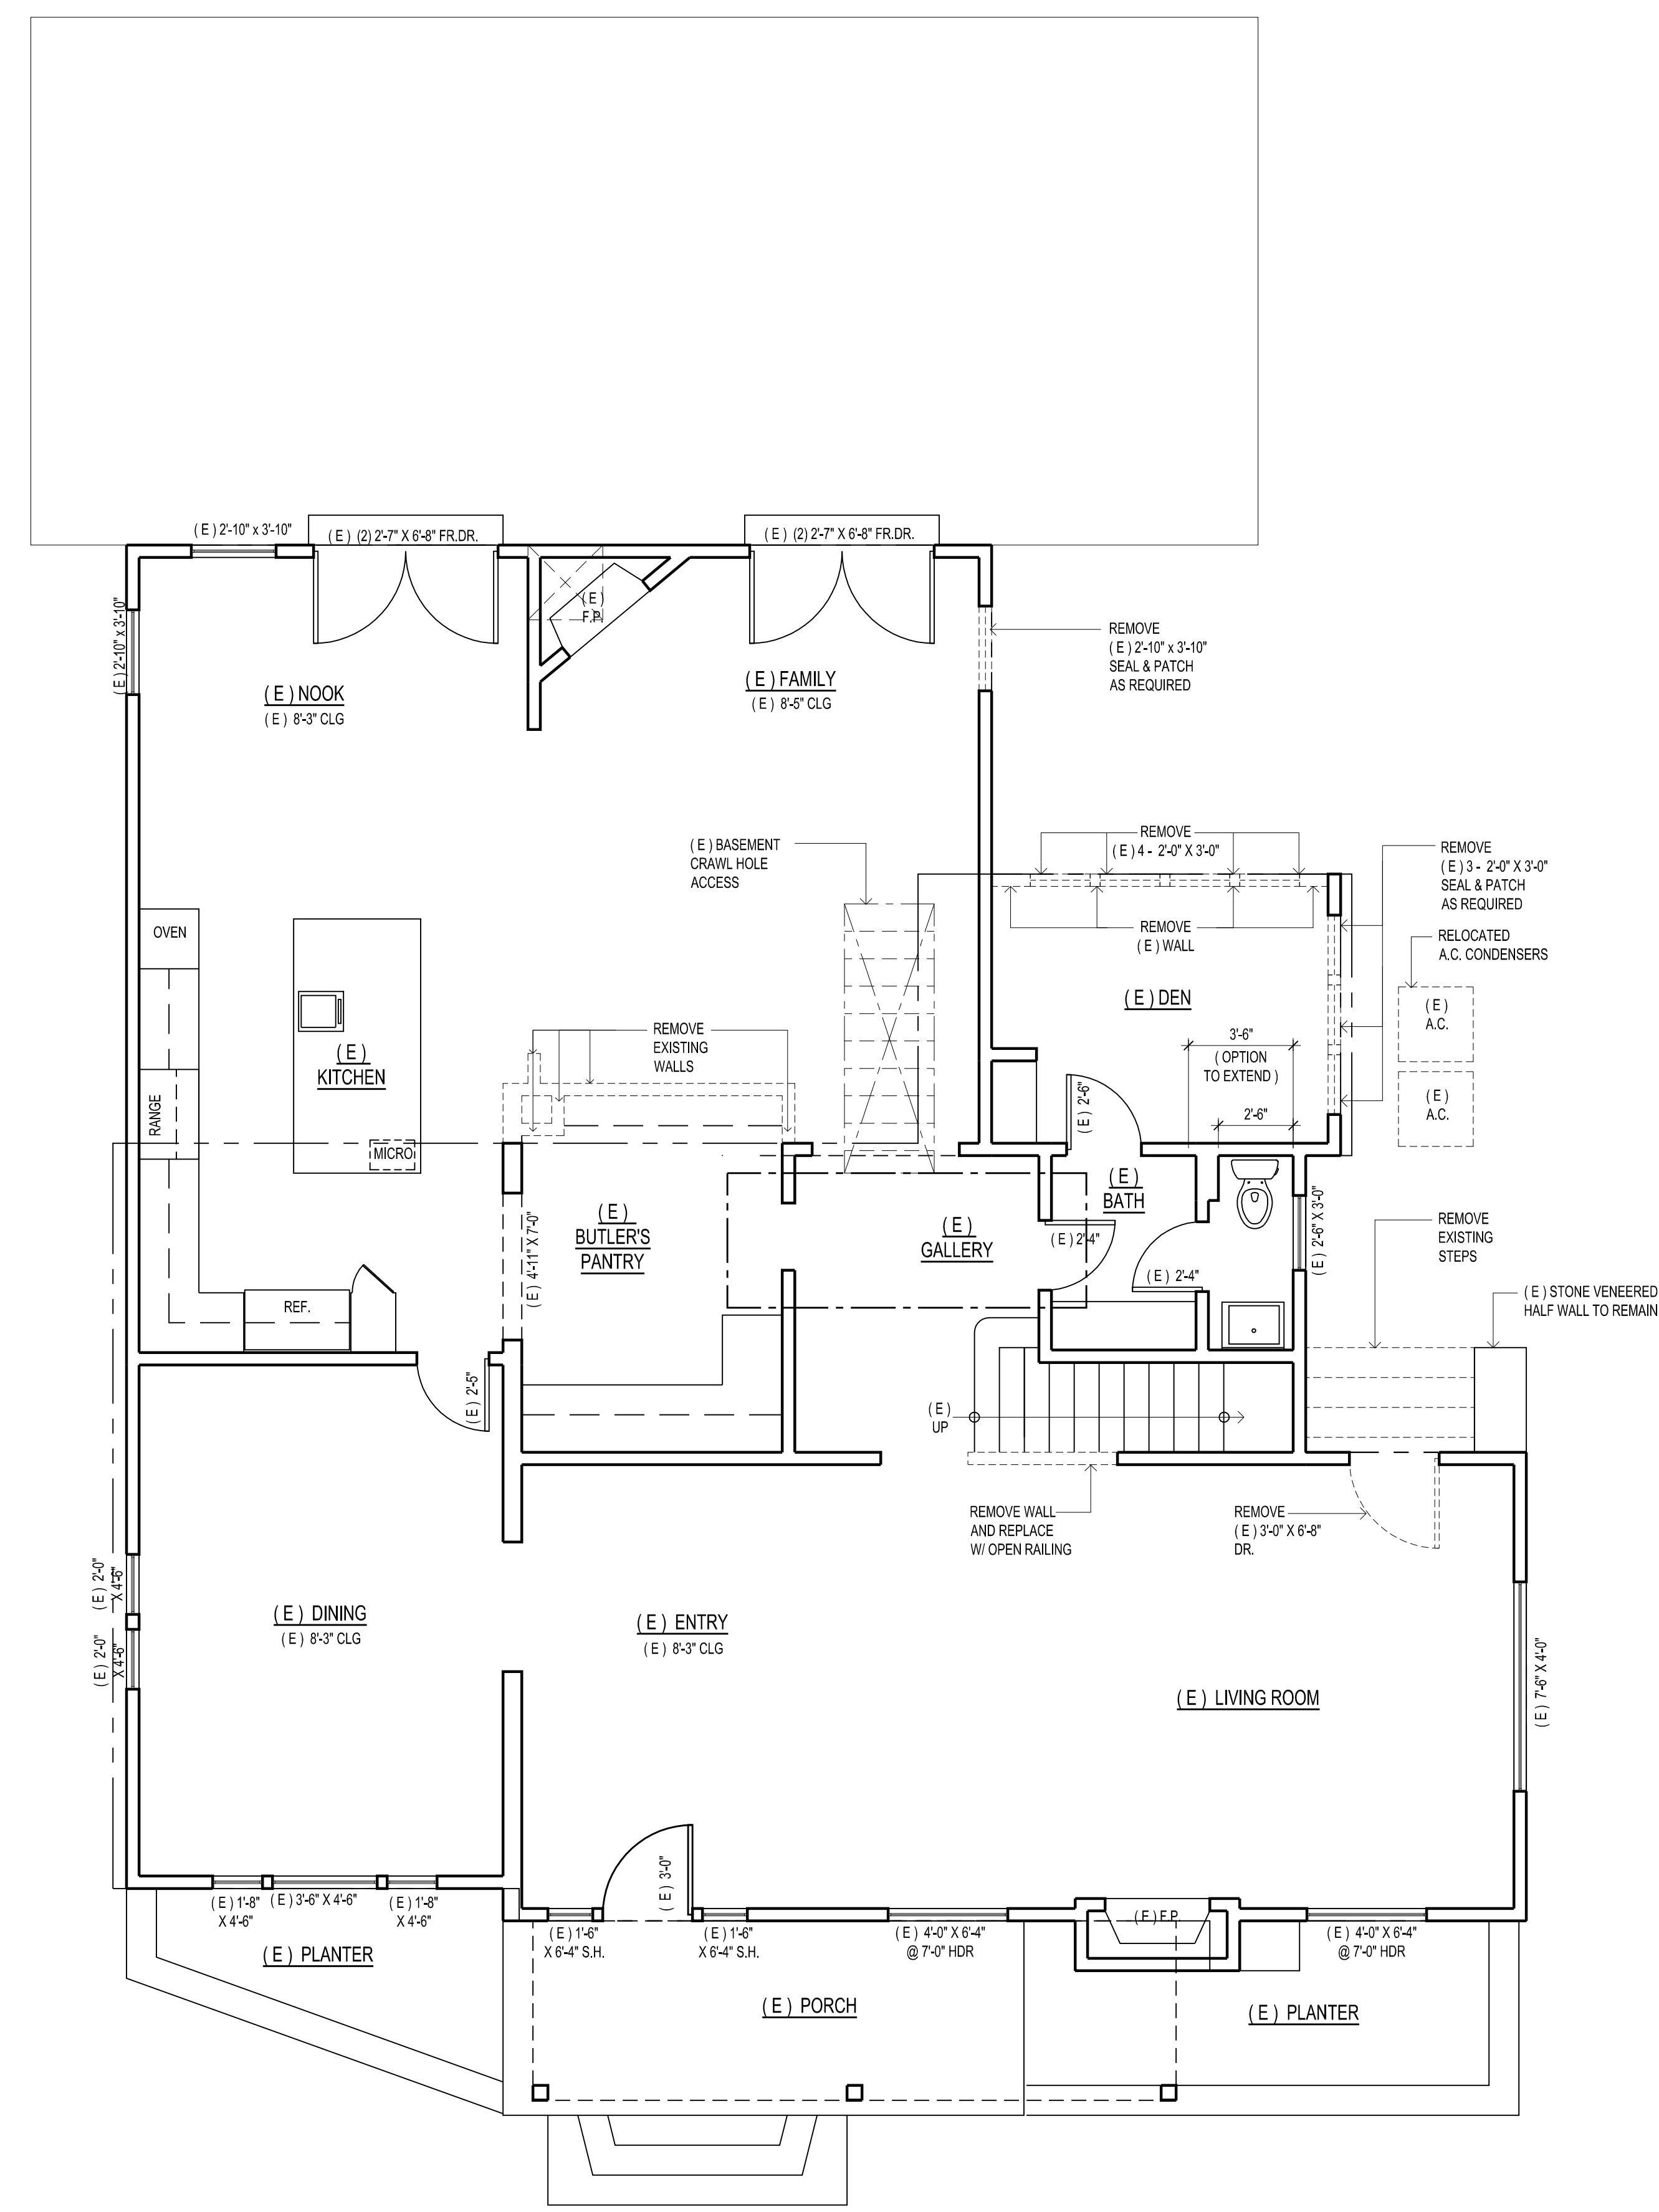 ( E ) 2'-10" x 3'-10"
( E ) (2) 2'-7" X 6'-8" FR.DR.
( E ) (2) 2'-7" X 6'-8" FR.DR.
( E ) 2'-10" x 3'-10"
( E )
F.P.
REMOVE
( E ) 2'-10" x 3'-10"
SEAL & PATCH
AS REQUIRED
( E ) NOOK
( E ) 8'-3" CLG
( E ) FAMILY
( E ) 8'-5" CLG
( E ) BASEMENT
CRAWL HOLE
ACCESS
REMOVE
( E ) 4 - 2'-0" X 3'-0"
REMOVE
( E ) 3 - 2'-0" X 3'-0"
SEAL & PATCH
AS REQUIRED
REMOVE
( E ) WALL
RELOCATED
A.C. CONDENSERS
OVEN
( E ) DEN
( E )
A.C.
REMOVE
EXISTING
WALLS
3'-6"
( OPTION
TO EXTEND )
( E )
KITCHEN
( E ) 2'-6"
2'-6"
( E )
A.C.
RANGE
MICRO
( E )
BATH
( E ) 2'-6" X 3'-0"
( E ) 4'-11" X 7'-0"
( E )
BUTLER'S
PANTRY
( E )
GALLERY
( E ) 2'-4"
( E ) 2'-4"
REMOVE
EXISTING
STEPS
( E ) STONE VENEERED
HALF WALL TO REMAIN
REF.
( E ) 2'-5"
( E )
UP
REMOVE WALL
AND REPLACE
W/ OPEN RAILING
REMOVE
( E ) 3'-0" X 6'-8"
DR.
( E ) 2'-0"
X 4'-6"
( E ) 2'-0"
X 4'-6"
( E ) DINING
( E ) 8'-3" CLG
( E ) ENTRY
( E ) 8'-3" CLG
( E ) LIVING ROOM
( E ) 7'-6" X 4'-0"
( E ) 3'-0"
( E ) 1'-8"
X 4'-6"
( E ) 3'-6" X 4'-6"
( E ) 1'-8"
X 4'-6"
( E ) 1'-6"
X 6'-4" S.H.
( E ) 1'-6"
X 6'-4" S.H.
( E ) 4'-0" X 6'-4"
@ 7'-0" HDR
( E ) F.P.
( E ) 4'-0" X 6'-4"
@ 7'-0" HDR
( E ) PLANTER
( E ) PORCH
( E ) PLANTER